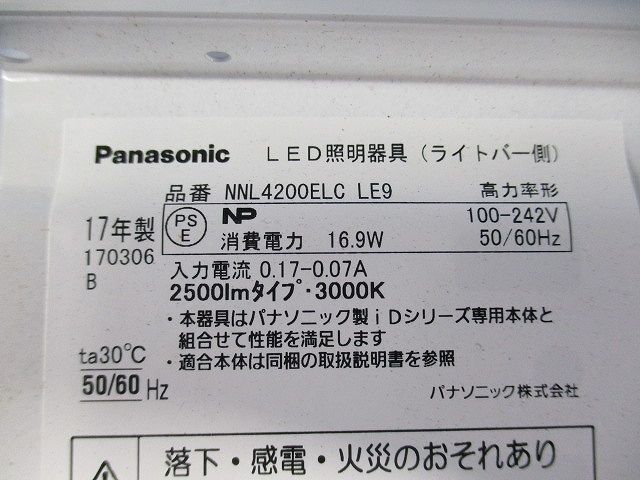 Panasonic LED照明器具(ライトバー側)
品番 NNL4200ELC LE9 高力率形
17年製 PS E NP 100-242V
170306 消費電力 16.9W 50/60Hz
B 入力電流 0.17-0.07A
2500lmタイプ・3000K
・本器具はパナソニック製iDシリーズ専用本体と
組合せて性能を満足します
ta30℃ ・適合本体は同梱の取扱説明書を参照
50/60 Hz パナソニック株式会社
落下・感電・火災のおそれあり